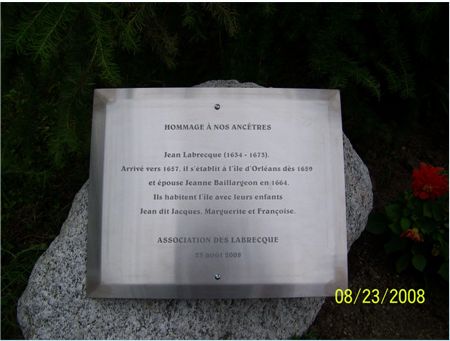 HOMMAGE À NOS ANCÊTRES
Jean Labrecque (1634 - 1673).
Arrivé vers 1657, il s'établit à l'île d'Orléans dès 1659
et épouse Jeanne Baillargeon en 1664.
Ils habitent l'île avec leurs enfants
Jean dit Jacques, Marguerite et Françoise.
ASSOCIATION DES LABRECQUE
23 août 2008
08/23/2008